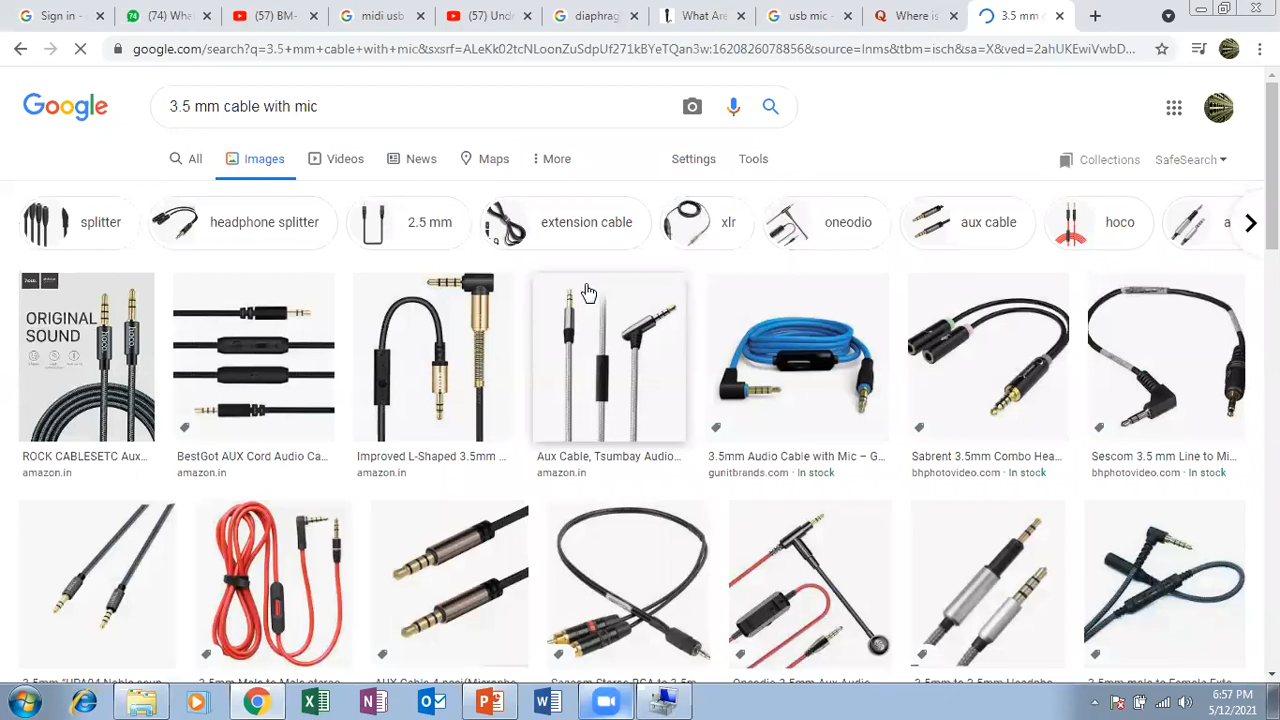 Sign in
(74) Wha
(57) BM
midi usb
(57) Und
diaphrag
What Are
usb mic
Where is
3.5 mm c
google.com/search?q=3.5+mm+cable+with+mic&sxsrf=ALeKk02tcNLoonZuSdpUf271kBYeTQan3w:1620826078856&source=lnms&tbm=isch&sa=X&ved=2ahUKEwiVwbD...
Google
3.5 mm cable with mic
All
Images
Videos
News
Maps
More
Settings
Tools
Collections
SafeSearch
splitter
headphone splitter
2.5 mm
extension cable
xlr
oneodio
aux cable
hoco
a
ORIGINAL
SOUND
ROCK CABLESETC Aux...
amazon.in
BestGot AUX Cord Audio Ca...
amazon.in
Improved L-Shaped 3.5mm ...
amazon.in
Aux Cable, Tsumbay Audio...
amazon.in
3.5mm Audio Cable with Mic – G...
gunitbrands.com · In stock
Sabrent 3.5mm Combo Hea...
bhphotovideo.com · In stock
Sescom 3.5 mm Line to Mi...
bhphotovideo.com · In stock
6:57 PM
5/12/2021